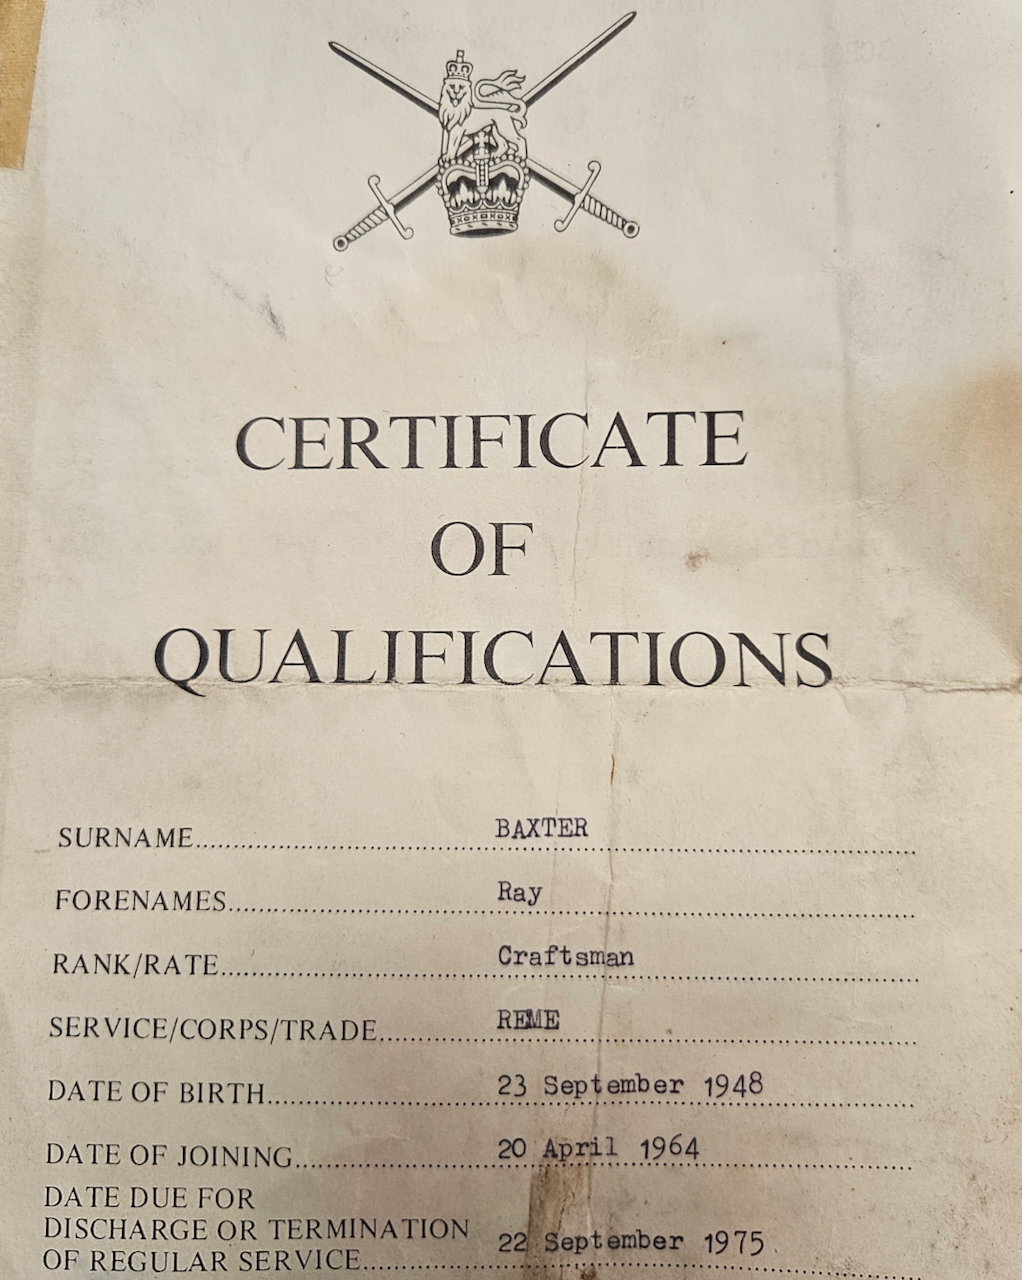 CERTIFICATE
OF
QUALIFICATIONS
SURNAME BAXTER
FORENAMES Ray
RANK/RATE Craftsman
SERVICE/CORPS/TRADE REME
DATE OF BIRTH 23 September 1948
DATE OF JOINING 20 April 1964
DATE DUE FOR
DISCHARGE OR TERMINATION
OF REGULAR SERVICE 22 September 1975